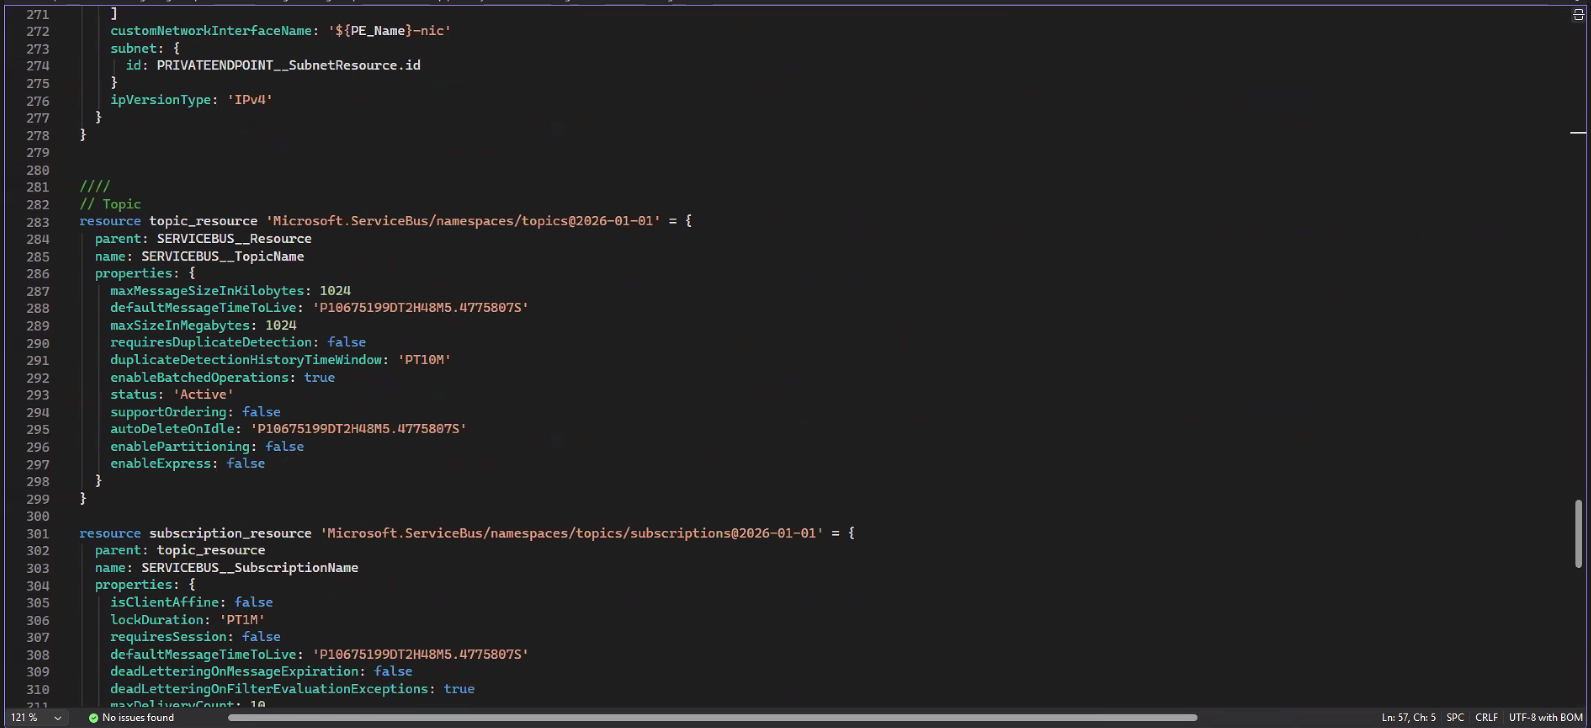 271 ]
272 customNetworkInterfaceName: '${PE_Name}-nic'
273 subnet: {
274 id: PRIVATEENDPOINT__SubnetResource.id
275 }
276 ipVersionType: 'IPv4'
277 }
278 }
279
280
281 ////
282 // Topic
283 resource topic_resource 'Microsoft.ServiceBus/namespaces/topics@2026-01-01' = {
284 parent: SERVICEBUS__Resource
285 name: SERVICEBUS__TopicName
286 properties: {
287 maxMessageSizeInKilobytes: 1024
288 defaultMessageTimeToLive: 'P10675199DT2H48M5.4775807S'
289 maxSizeInMegabytes: 1024
290 requiresDuplicateDetection: false
291 duplicateDetectionHistoryTimeWindow: 'PT10M'
292 enableBatchedOperations: true
293 status: 'Active'
294 supportOrdering: false
295 autoDeleteOnIdle: 'P10675199DT2H48M5.4775807S'
296 enablePartitioning: false
297 enableExpress: false
298 }
299 }
300
301 resource subscription_resource 'Microsoft.ServiceBus/namespaces/topics/subscriptions@2026-01-01' = {
302 parent: topic_resource
303 name: SERVICEBUS__SubscriptionName
304 properties: {
305 isClientAffine: false
306 lockDuration: 'PT1M'
307 requiresSession: false
308 defaultMessageTimeToLive: 'P10675199DT2H48M5.4775807S'
309 deadLetteringOnMessageExpiration: false
310 deadLetteringOnFilterEvaluationExceptions: true
311 maxDeliveryCount: 10
121 % No issues found Ln: 57, Ch: 5 SPC CRLF UTF-8 with BOM